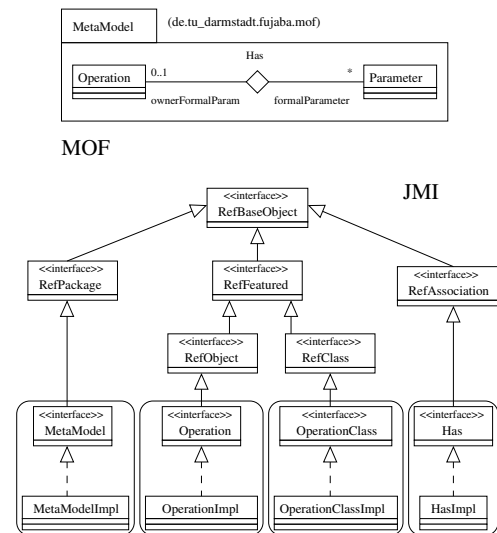 MetaModel
(de.tu_darmstadt.fujaba.mof)
Has
Operation
0..1
*
Parameter
ownerFormalParam
formalParameter
MOF
JMI
<<interface>>
RefBaseObject
<<interface>>
RefPackage
<<interface>>
RefFeatured
<<interface>>
RefAssociation
<<interface>>
RefObject
<<interface>>
RefClass
<<interface>>
MetaModel
<<interface>>
Operation
<<interface>>
OperationClass
<<interface>>
Has
MetaModelImpl
OperationImpl
OperationClassImpl
HasImpl